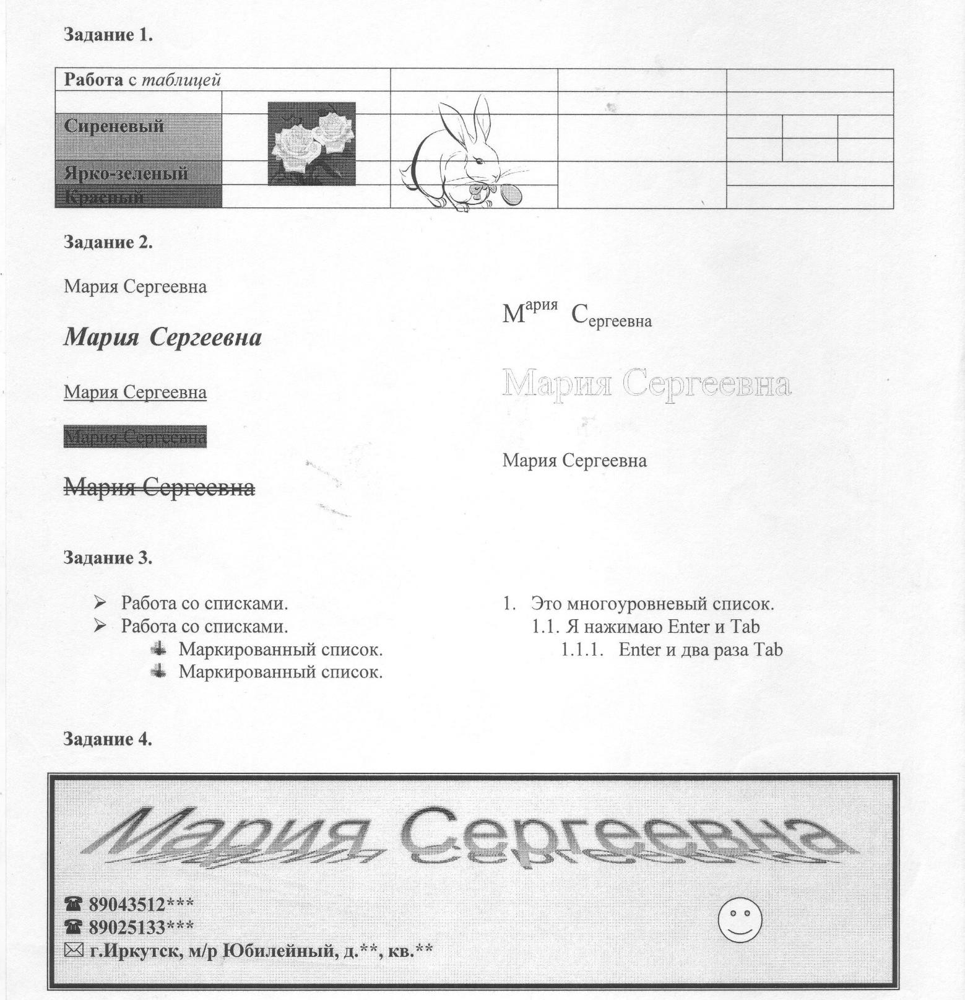 Задание 1.
Работа с таблицей
Сиреневый
Ярко-зеленый
Красный
Задание 2.
Мария Сергеевна
Мария Сергеевна
Мария Сергеевна
Мария Сергеевна
Мария Сергеевна
Мария Сергеевна
Мария Сергеевна
Мария Сергеевна
Задание 3.
➢ Работа со списками.
➢ Работа со списками.
Маркированный список.
Маркированный список.
1. Это многоуровневый список.
1.1. Я нажимаю Enter и Tab
1.1.1. Enter и два раза Tab
Задание 4.
Мария Сергеевна
☎ 89043512***
☎ 89025133***
✉ г.Иркутск, м/р Юбилейный, д.**, кв.**